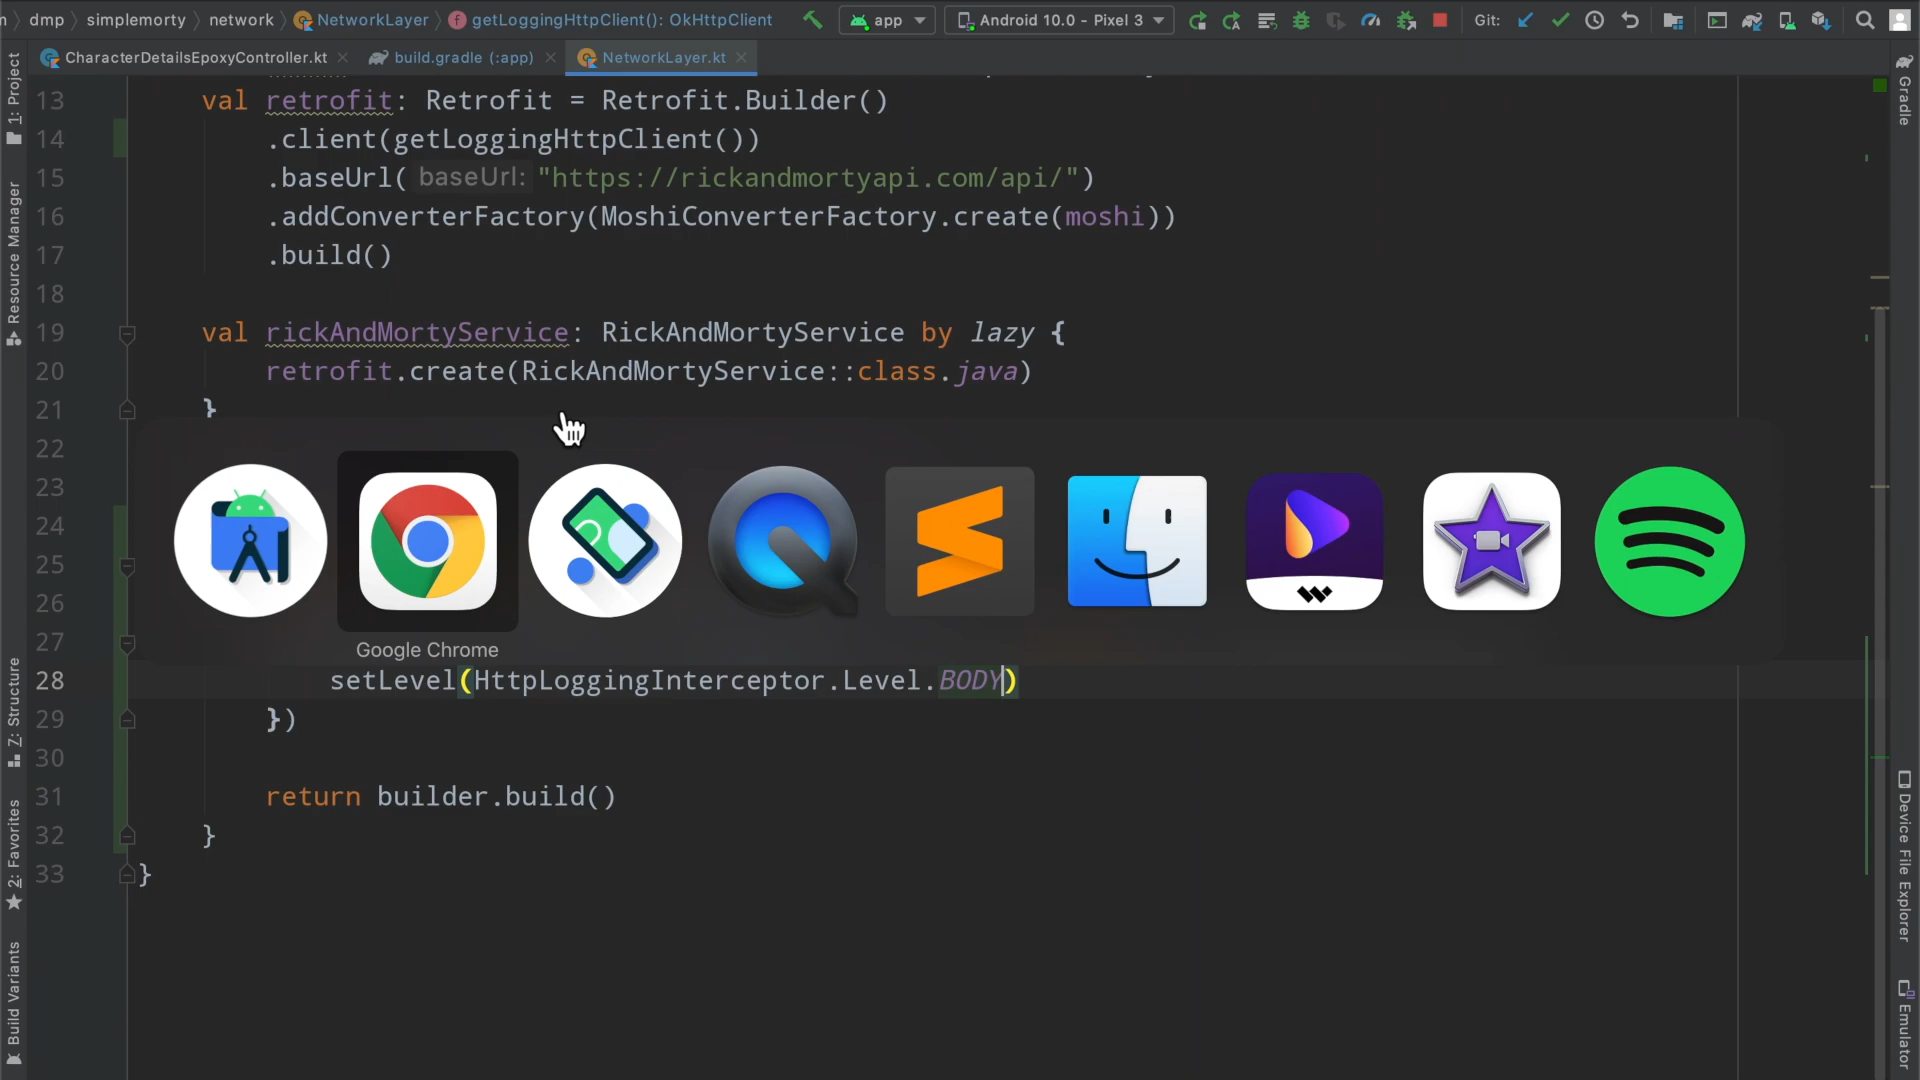 m > dmp > simplemorty > network > NetworkLayer > getLoggingHttpClient(): OkHttpClient app Android 10.0 - Pixel 3 Git:
CharacterDetailsEpoxyController.kt build.gradle (:app) NetworkLayer.kt
1: Project
Resource Manager
Z: Structure
2: Favorites
Build Variants
13 val retrofit: Retrofit = Retrofit.Builder()
14 .client(getLoggingHttpClient())
15 .baseUrl( baseUrl: "https://rickandmortyapi.com/api/")
16 .addConverterFactory(MoshiConverterFactory.create(moshi))
17 .build()
18
19 val rickAndMortyService: RickAndMortyService by lazy {
20 retrofit.create(RickAndMortyService::class.java)
21 }
22
23
24
25
26
27
Google Chrome
28 setLevel(HttpLoggingInterceptor.Level.BODY)
29 })
30
31 return builder.build()
32 }
33 }
Gradle
Device File Explorer
Emulator